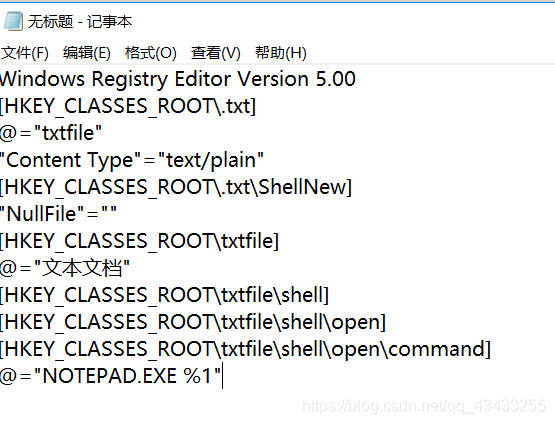 无标题 - 记事本
文件(F) 编辑(E) 格式(O) 查看(V) 帮助(H)
Windows Registry Editor Version 5.00
[HKEY_CLASSES_ROOT\.txt]
@="txtfile"
"Content Type"="text/plain"
[HKEY_CLASSES_ROOT\.txt\ShellNew]
"NullFile"=""
[HKEY_CLASSES_ROOT\txtfile]
@="文本文档"
[HKEY_CLASSES_ROOT\txtfile\shell]
[HKEY_CLASSES_ROOT\txtfile\shell\open]
[HKEY_CLASSES_ROOT\txtfile\shell\open\command]
@="NOTEPAD.EXE %1"
https://blog.csdn.net/qq_43433255